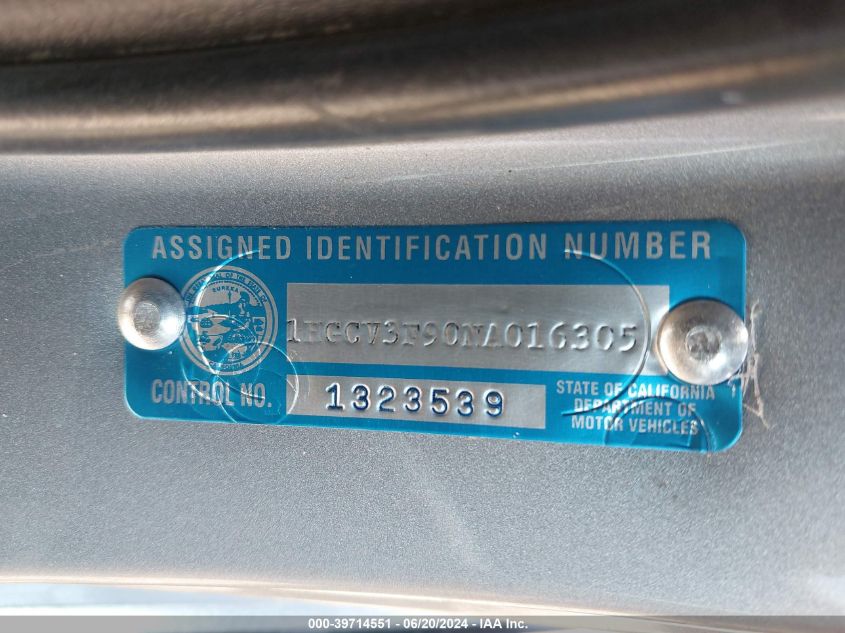 ASSIGNED IDENTIFICATION NUMBER
EUREKA
1HGCV3F90NA016305
CONTROL NO. 1323539
STATE OF CALIFORNIA
DEPARTMENT OF
MOTOR VEHICLES
000-39714551 - 06/20/2024 - IAA Inc.